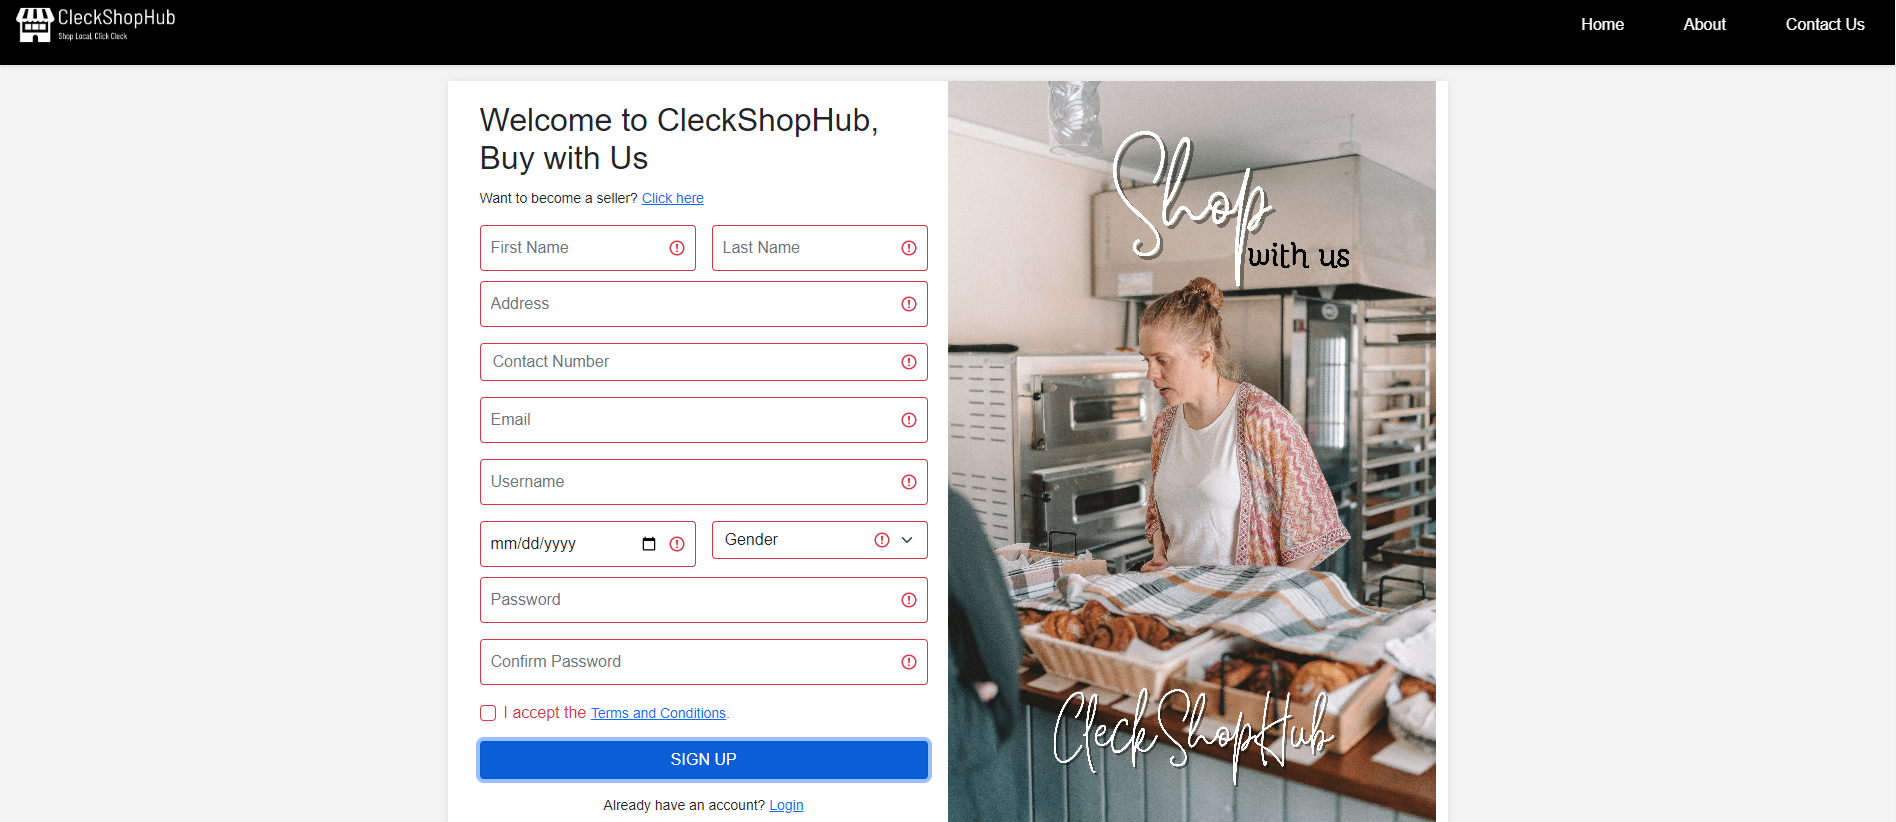 CleckShopHub
Shop Local, Click Cleck
Home
About
Contact Us
Welcome to CleckShopHub,
Buy with Us
Want to become a seller? Click here
First Name
Last Name
Address
Contact Number
Email
Username
mm/dd/yyyy
Gender
Password
Confirm Password
I accept the Terms and Conditions.
SIGN UP
Already have an account? Login
Shop
with us
CleckShopHub